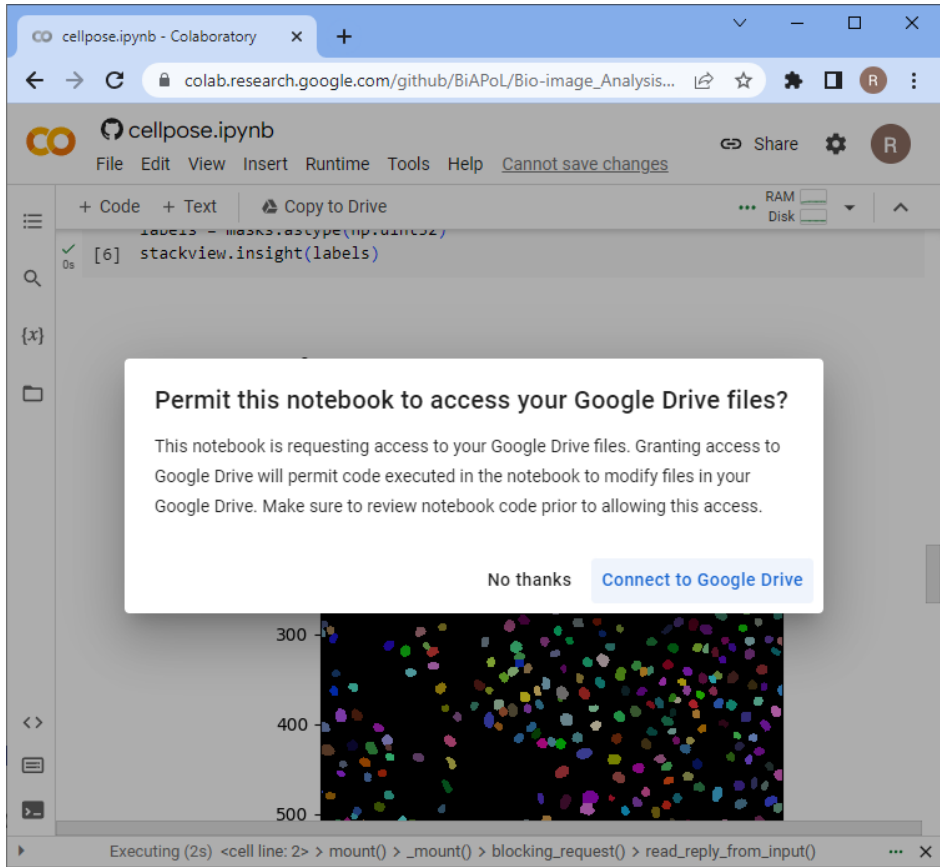 cellpose.ipynb - Colaboratory
colab.research.google.com/github/BiAPoL/Bio-image_Analysis...
R
cellpose.ipynb
File Edit View Insert Runtime Tools Help Cannot save changes
Share
R
+ Code + Text Copy to Drive
RAM
Disk
labels = masks.astype(np.uint32)
0s
[6] stackview.insight(labels)
{x}
Permit this notebook to access your Google Drive files?
This notebook is requesting access to your Google Drive files. Granting access to
Google Drive will permit code executed in the notebook to modify files in your
Google Drive. Make sure to review notebook code prior to allowing this access.
No thanks Connect to Google Drive
300
400
500
Executing (2s) <cell line: 2> > mount() > _mount() > blocking_request() > read_reply_from_input()